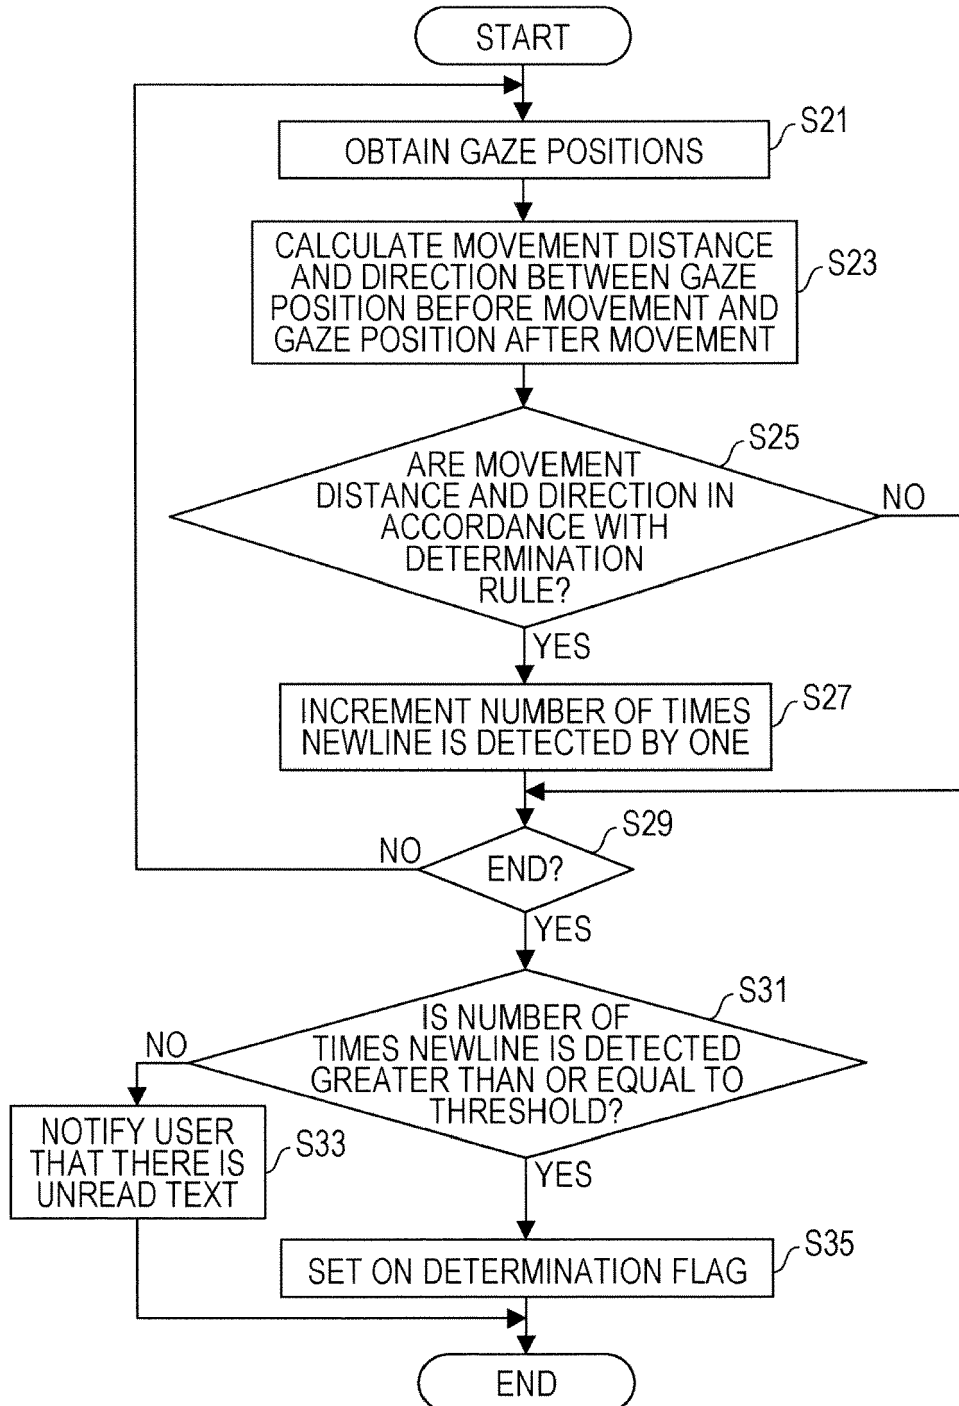 START
S21
OBTAIN GAZE POSITIONS
CALCULATE MOVEMENT DISTANCE
AND DIRECTION BETWEEN GAZE
POSITION BEFORE MOVEMENT AND
GAZE POSITION AFTER MOVEMENT
S23
S25
ARE MOVEMENT
DISTANCE AND DIRECTION IN
ACCORDANCE WITH
DETERMINATION
RULE?
NO
YES
S27
INCREMENT NUMBER OF TIMES
NEWLINE IS DETECTED BY ONE
S29
NO
END?
YES
S31
IS NUMBER OF
TIMES NEWLINE IS DETECTED
GREATER THAN OR EQUAL TO
THRESHOLD?
NO
NOTIFY USER
THAT THERE IS
UNREAD TEXT
S33
YES
S35
SET ON DETERMINATION FLAG
END